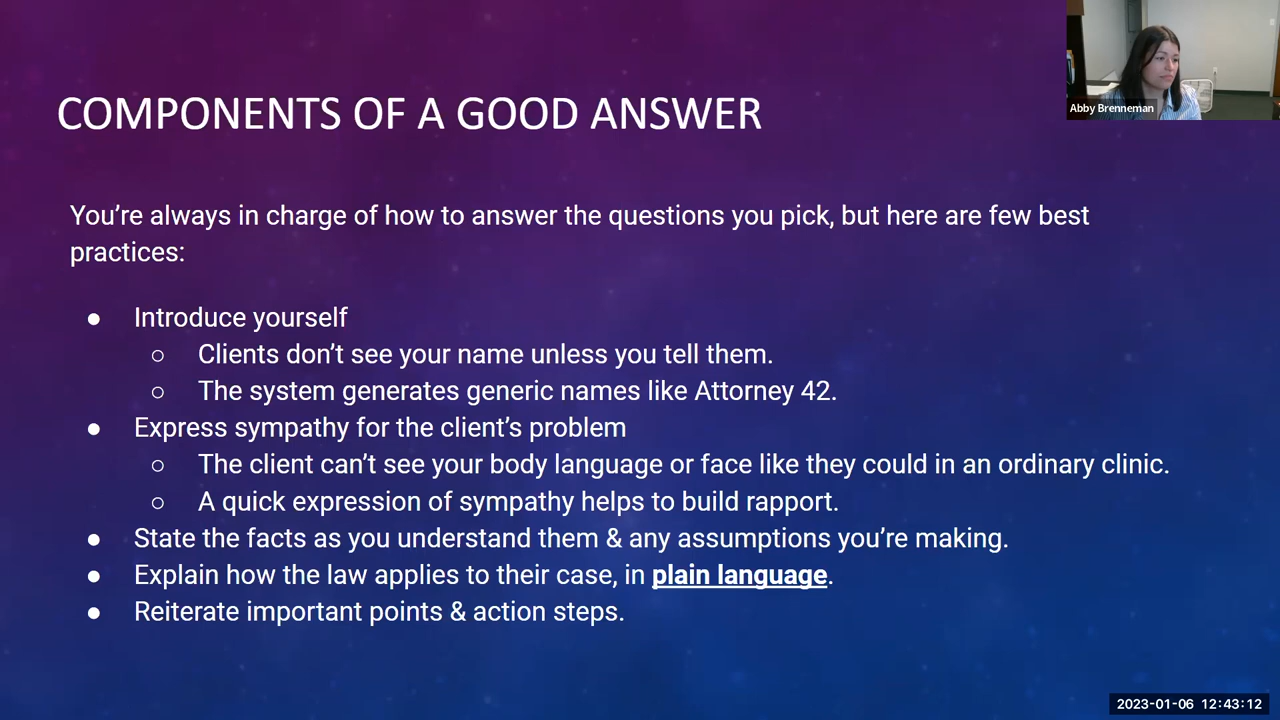 Abby Brenneman
COMPONENTS OF A GOOD ANSWER
You’re always in charge of how to answer the questions you pick, but here are few best
practices:
● Introduce yourself
○ Clients don’t see your name unless you tell them.
○ The system generates generic names like Attorney 42.
● Express sympathy for the client’s problem
○ The client can’t see your body language or face like they could in an ordinary clinic.
○ A quick expression of sympathy helps to build rapport.
● State the facts as you understand them & any assumptions you’re making.
● Explain how the law applies to their case, in plain language.
● Reiterate important points & action steps.
2023-01-06 12:43:12